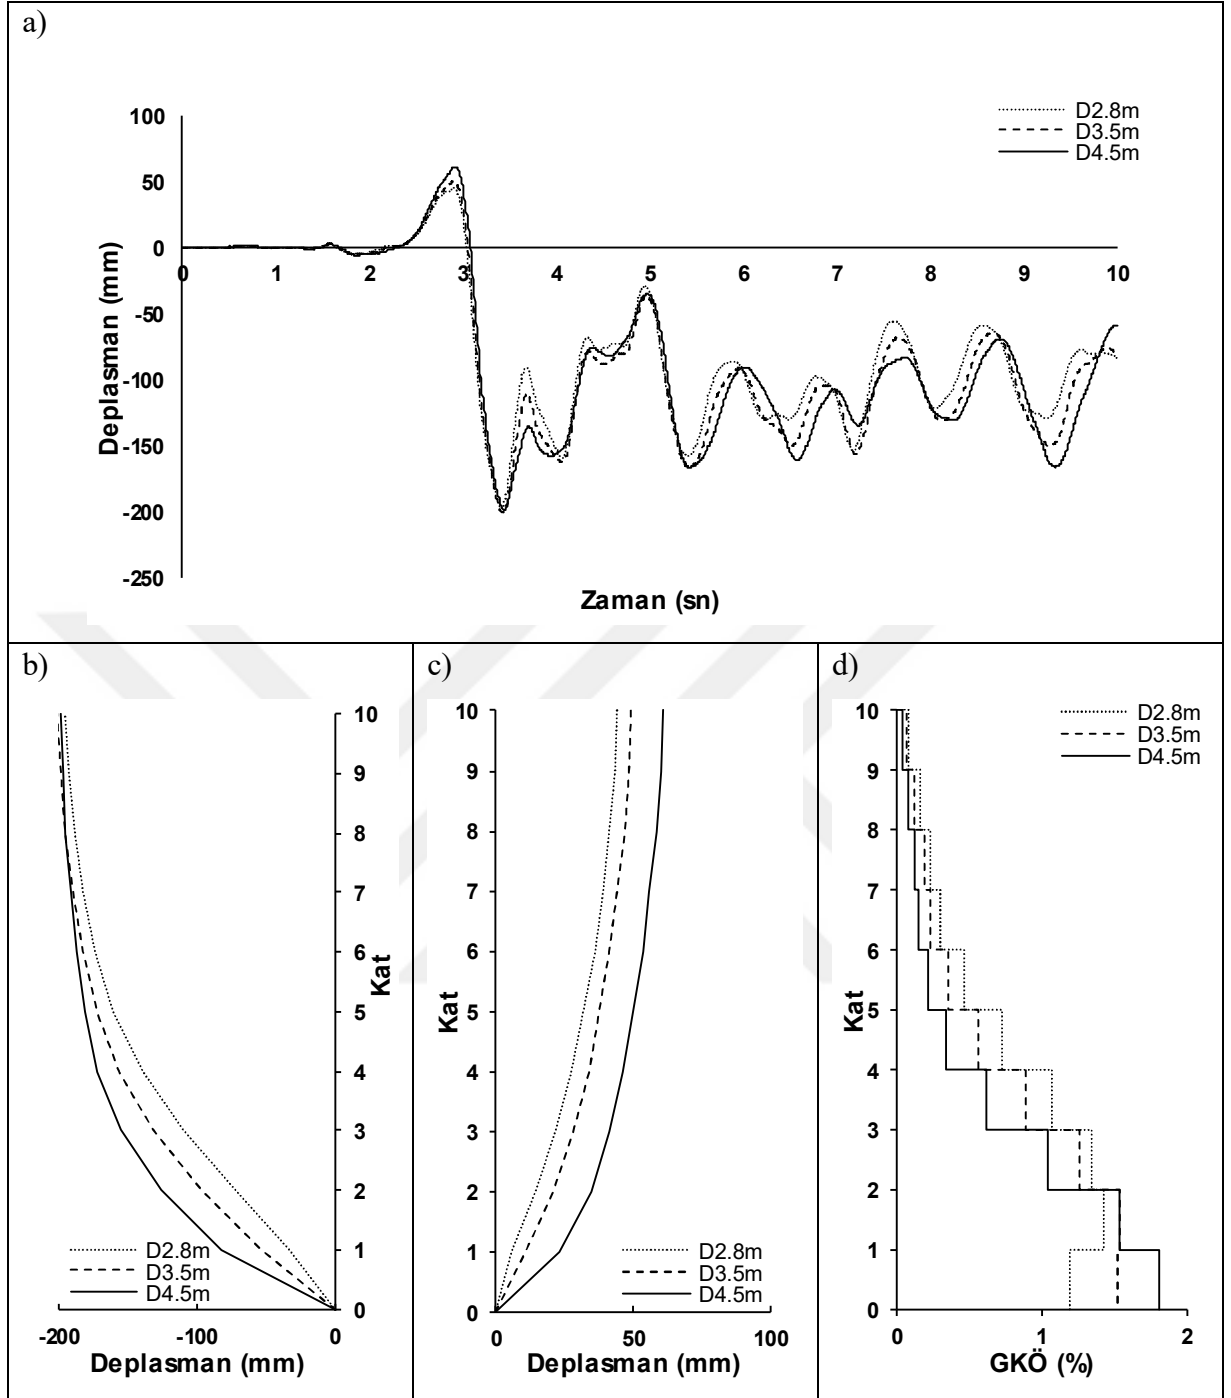 a)
100
50
0
-50
-100
-150
-200
-250
0 1 2 3 4 5 6 7 8 9 10
Deplasman (mm)
Zaman (sn)
D2.8m
D3.5m
D4.5m
b)
10
9
8
7
6
5
4
3
2
1
0
Kat
D2.8m
D3.5m
D4.5m
-200 -100 0
Deplasman (mm)
c)
10
9
8
7
6
5
4
3
2
1
0
Kat
D2.8m
D3.5m
D4.5m
0 50 100
Deplasman (mm)
d)
10
9
8
7
6
5
4
3
2
1
0
Kat
D2.8m
D3.5m
D4.5m
0 1 2
GKÖ (%)